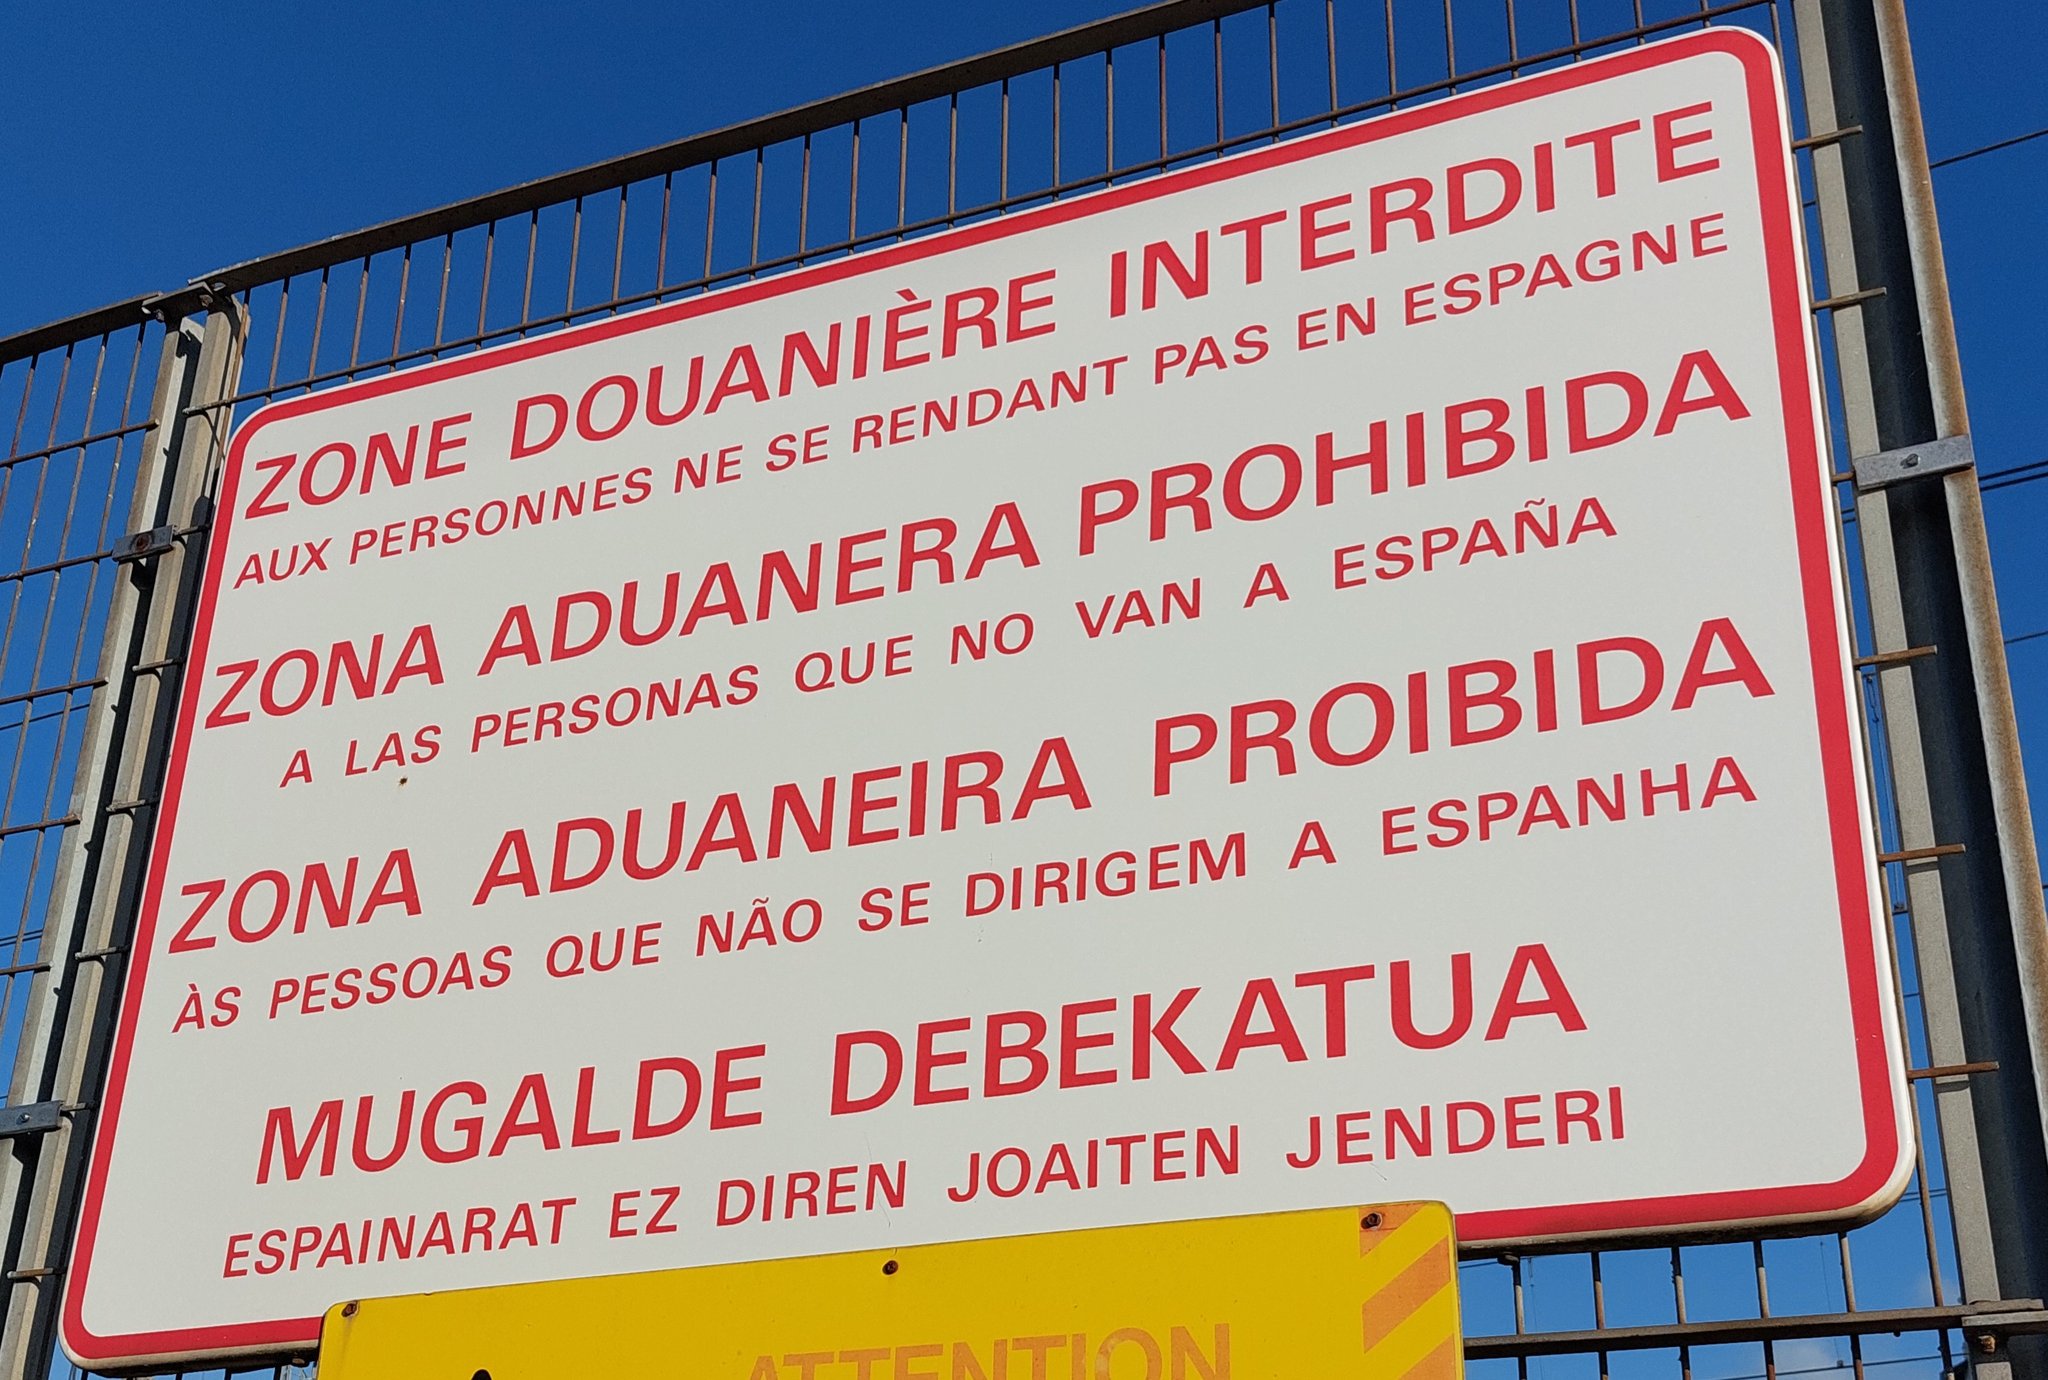 ZONE DOUANIÈRE INTERDITE
AUX PERSONNES NE SE RENDANT PAS EN ESPAGNE
ZONA ADUANERA PROHIBIDA
A LAS PERSONAS QUE NO VAN A ESPAÑA
ZONA ADUANEIRA PROIBIDA
ÀS PESSOAS QUE NÃO SE DIRIGEM A ESPANHA
MUGALDE DEBEKATUA
ESPAINARAT EZ DIREN JOAITEN JENDERI
ATTENTION